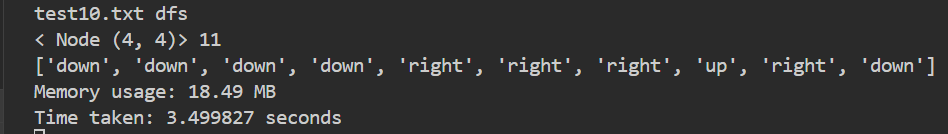 test10.txt dfs
< Node (4, 4)> 11
['down', 'down', 'down', 'down', 'right', 'right', 'right', 'up', 'right', 'down']
Memory usage: 18.49 MB
Time taken: 3.499827 seconds